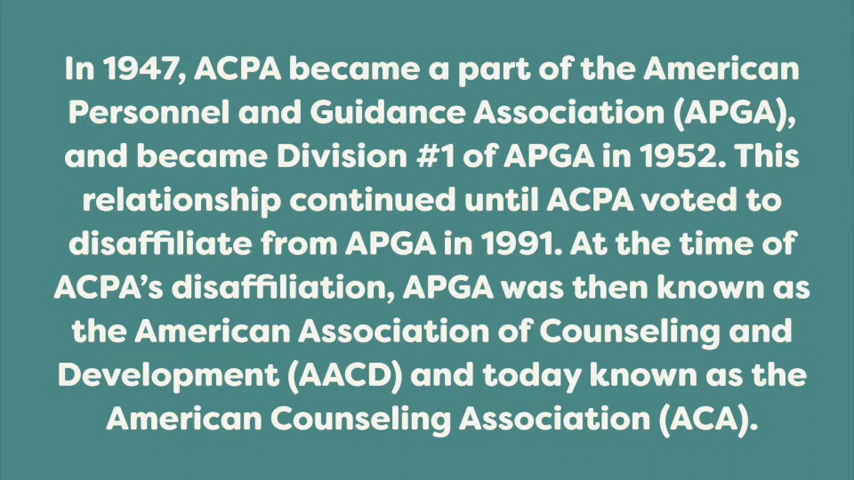 In 1947, ACPA became a part of the American
Personnel and Guidance Association (APGA),
and became Division #1 of APGA in 1952. This
relationship continued until ACPA voted to
disaffiliate from APGA in 1991. At the time of
ACPA’s disaffiliation, APGA was then known as
the American Association of Counseling and
Development (AACD) and today known as the
American Counseling Association (ACA).